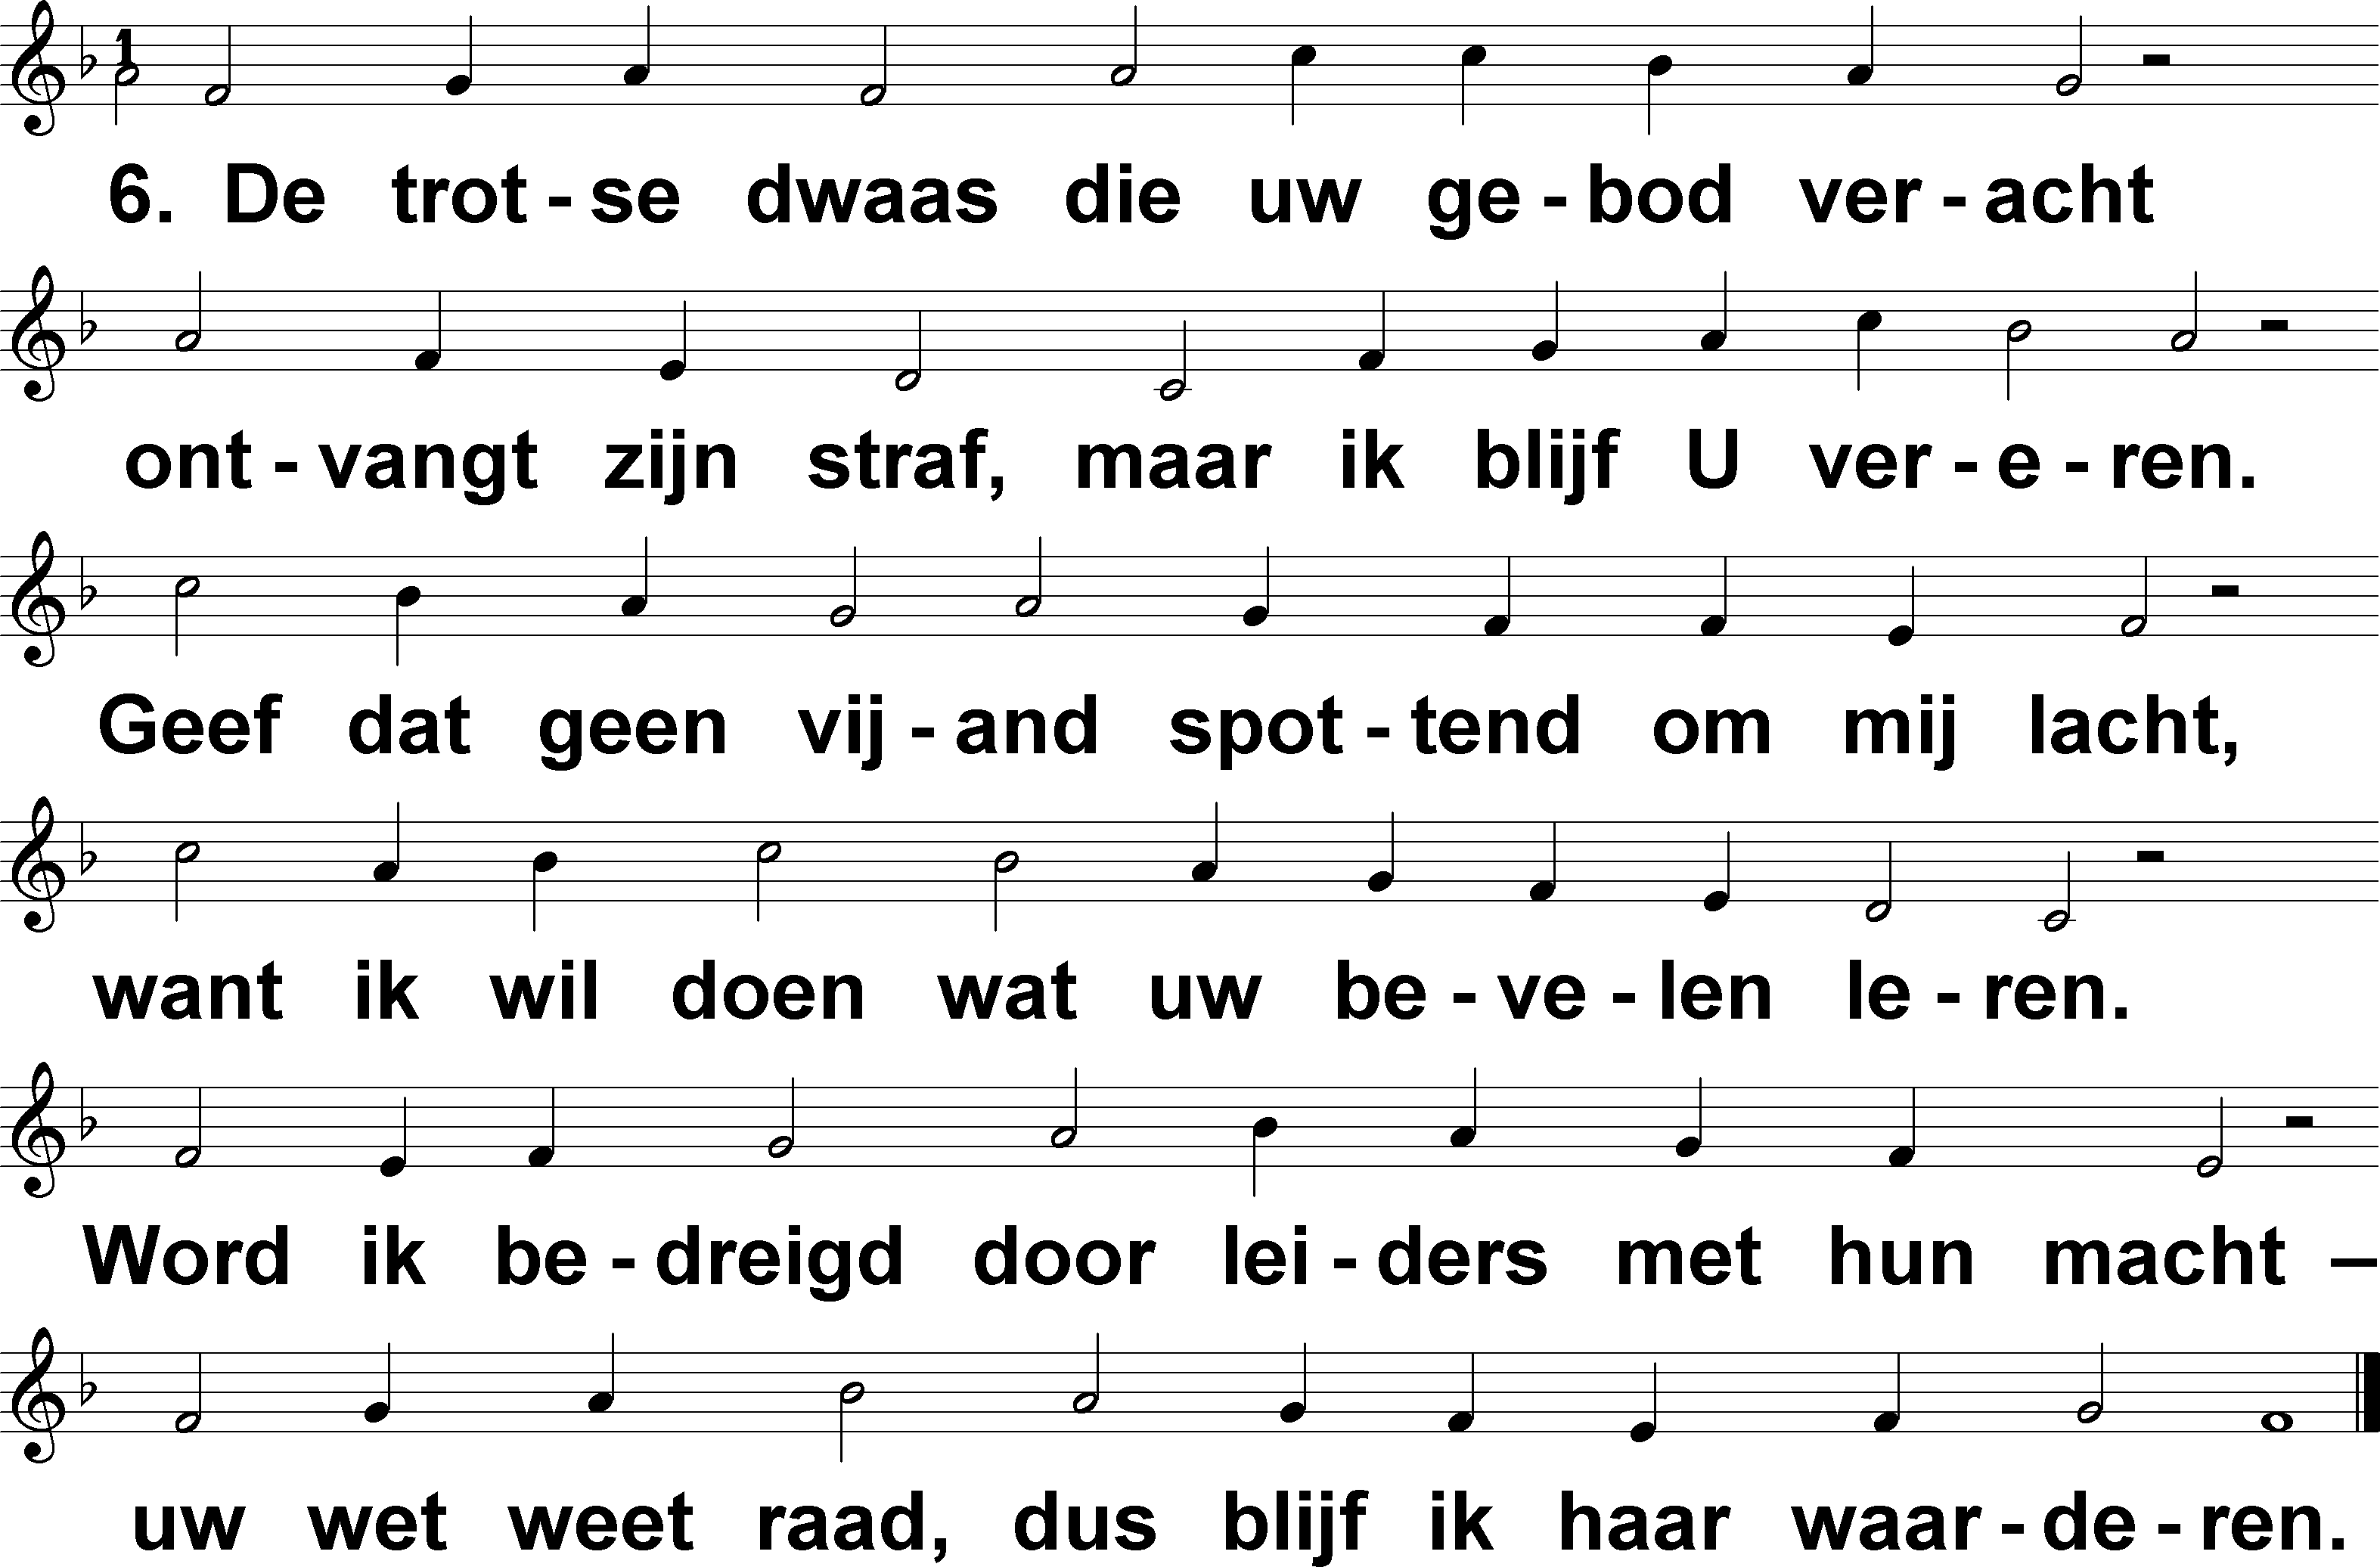 6. De trot - se dwaas die uw ge - bod ver - acht
ont - vangt zijn straf, maar ik blijf U ver - e - ren.
Geef dat geen vij - and spot - tend om mij lacht,
want ik wil doen wat uw be - ve - len le - ren.
Word ik be - dreigd door lei - ders met hun macht –
uw wet weet raad, dus blijf ik haar waar - de - ren.